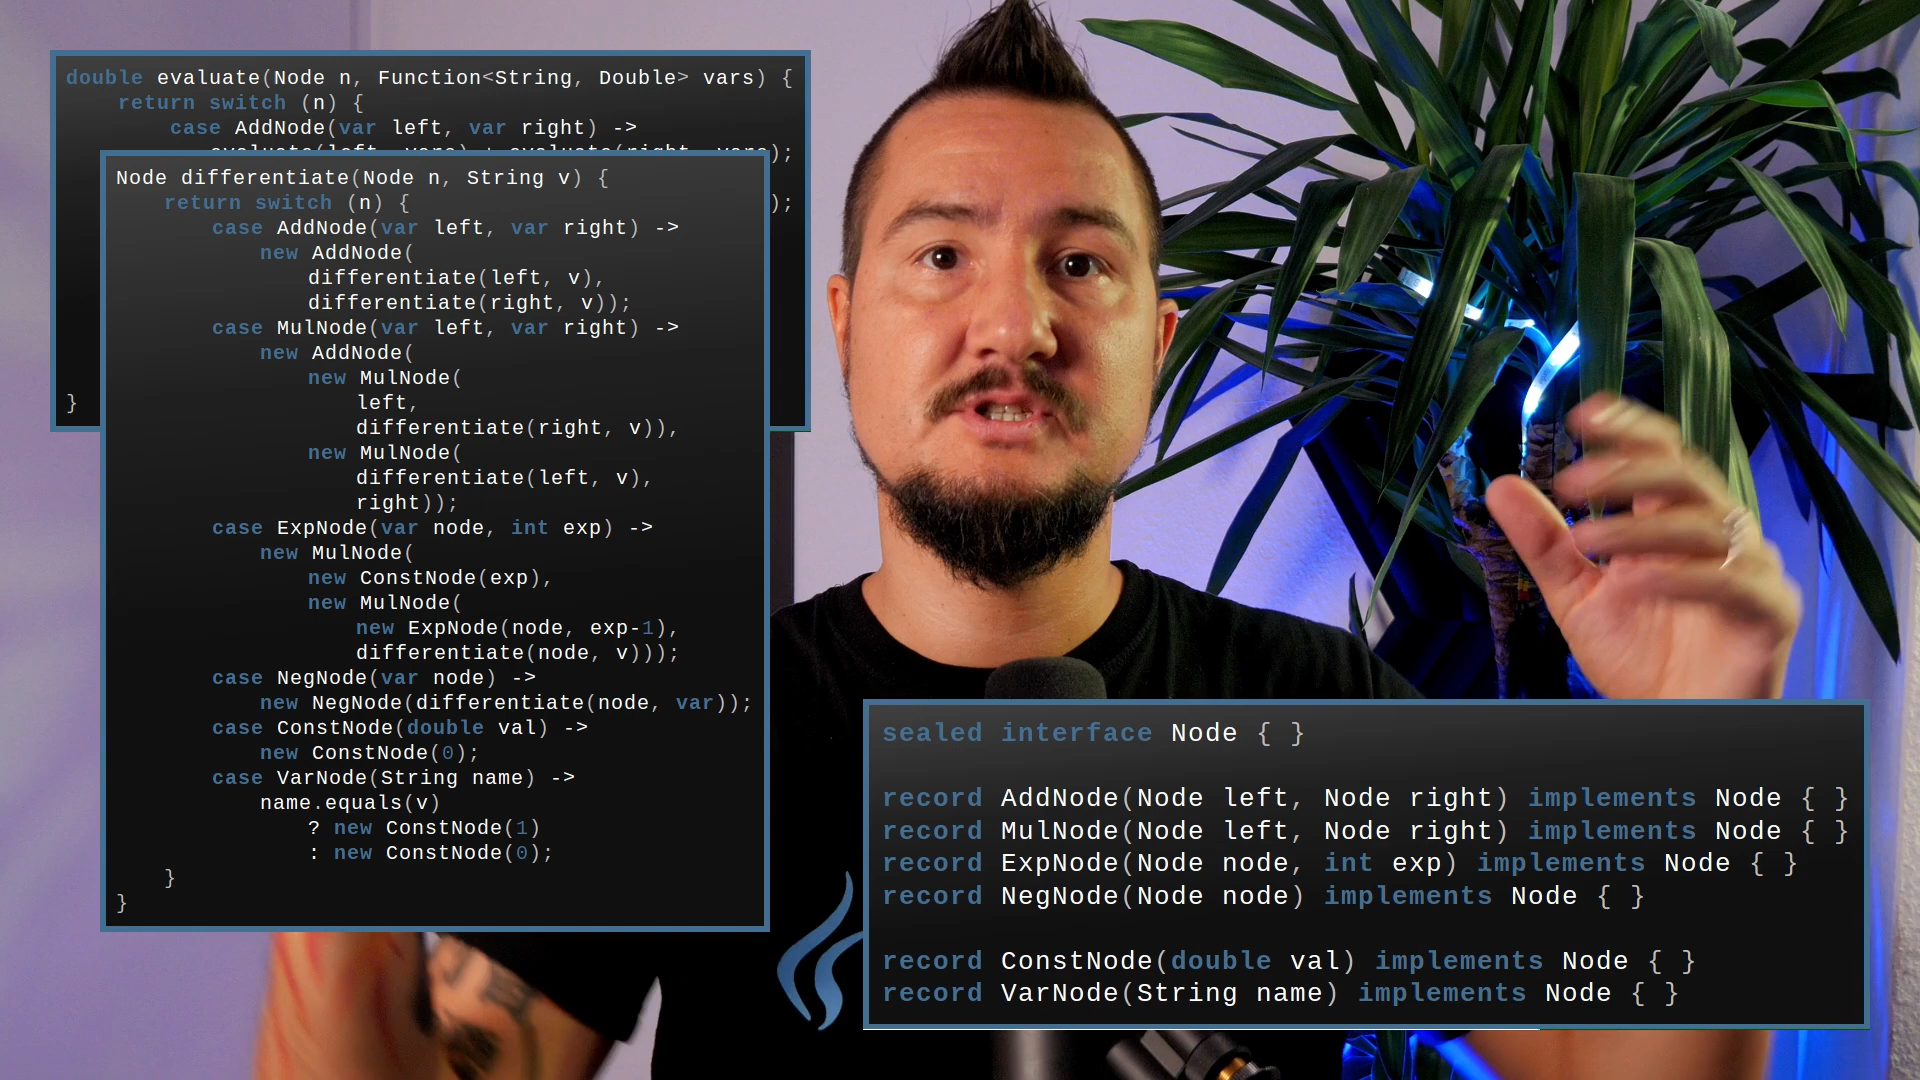 double evaluate(Node n, Function<String, Double> vars) {
return switch (n) {
case AddNode(var left, var right) ->
);
);
}
Node differentiate(Node n, String v) {
return switch (n) {
case AddNode(var left, var right) ->
new AddNode(
differentiate(left, v),
differentiate(right, v));
case MulNode(var left, var right) ->
new AddNode(
new MulNode(
left,
differentiate(right, v)),
new MulNode(
differentiate(left, v),
right));
case ExpNode(var node, int exp) ->
new MulNode(
new ConstNode(exp),
new MulNode(
new ExpNode(node, exp-1),
differentiate(node, v)));
case NegNode(var node) ->
new NegNode(differentiate(node, var));
case ConstNode(double val) ->
new ConstNode(0);
case VarNode(String name) ->
name.equals(v)
? new ConstNode(1)
: new ConstNode(0);
}
}
sealed interface Node { }
record AddNode(Node left, Node right) implements Node { }
record MulNode(Node left, Node right) implements Node { }
record ExpNode(Node node, int exp) implements Node { }
record NegNode(Node node) implements Node { }
record ConstNode(double val) implements Node { }
record VarNode(String name) implements Node { }